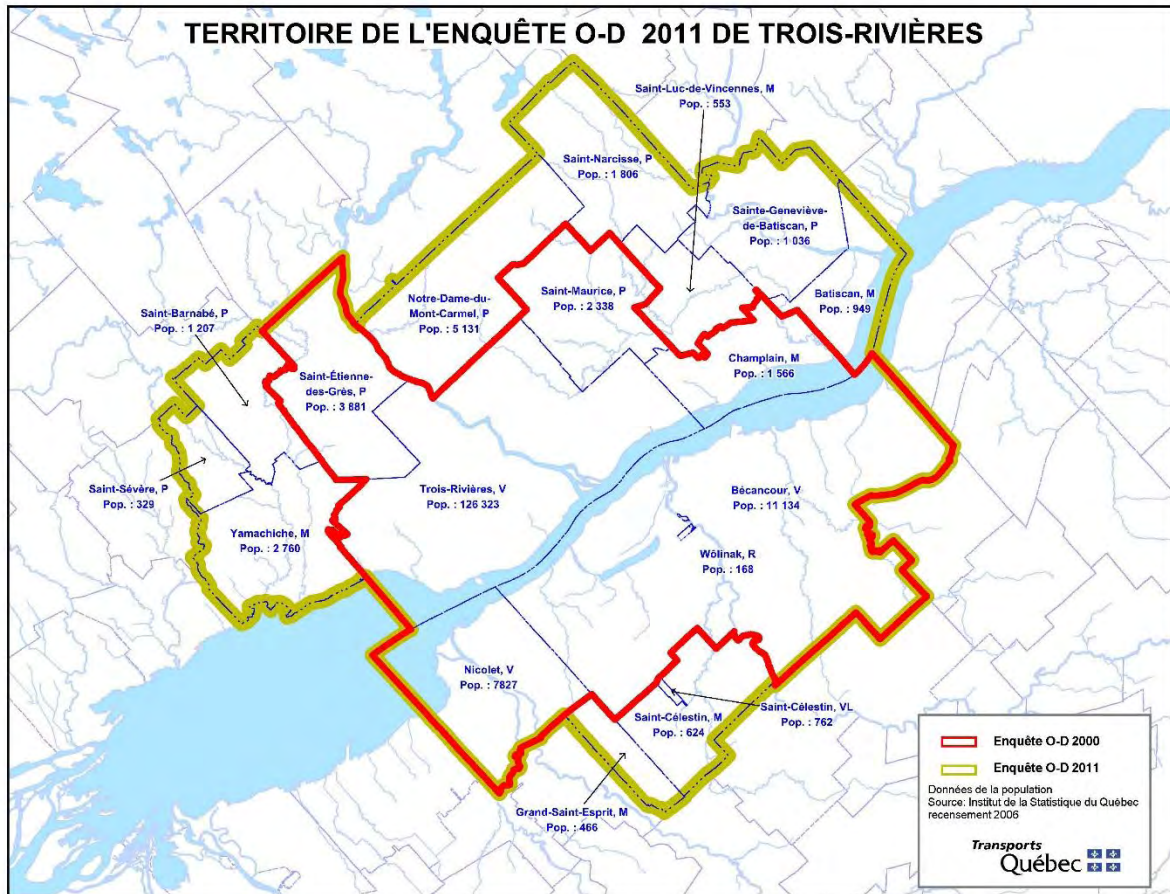 TERRITOIRE DE L'ENQUÊTE O-D 2011 DE TROIS-RIVIÈRES
Saint-Luc-de-Vincennes, M
Pop. : 553
Saint-Narcisse, P
Pop. : 1 806
Sainte-Geneviève-
de-Batiscan, P
Pop. : 1 036
Notre-Dame-du-
Mont-Carmel, P
Pop. : 5 131
Saint-Maurice, P
Pop. : 2 338
Batiscan, M
Pop. : 949
Saint-Barnabé, P
Pop. : 1 207
Champlain, M
Pop. : 1 566
Saint-Étienne-
des-Grès, P
Pop. : 3 881
Saint-Sévère, P
Pop. : 329
Trois-Rivières, V
Pop. : 126 323
Bécancour, V
Pop. : 11 134
Yamachiche, M
Pop. : 2 760
Wôlinak, R
Pop. : 168
Nicolet, V
Pop. : 7827
Saint-Célestin, M
Pop. : 624
Saint-Célestin, VL
Pop. : 762
Grand-Saint-Esprit, M
Pop. : 466
Enquête O-D 2000
Enquête O-D 2011
Données de la population
Source: Institut de la Statistique du Québec
recensement 2006
Transports
Québec